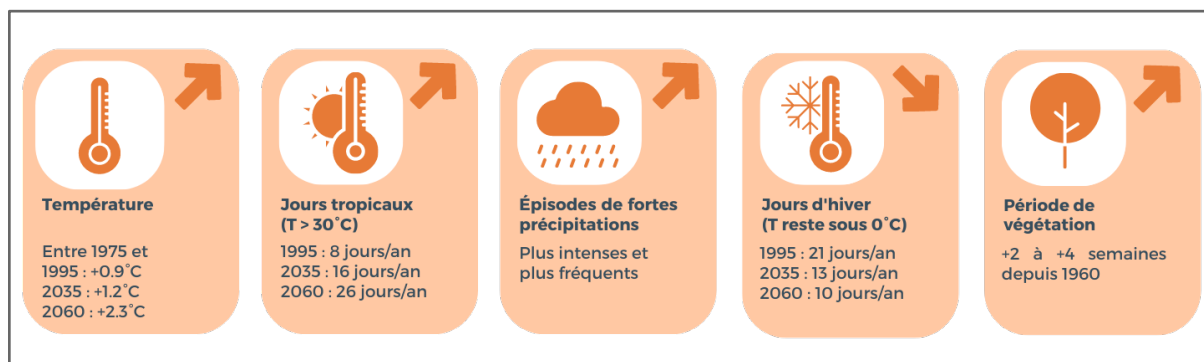 Température
Entre 1975 et
1995 : +0.9˚C
2035 : +1.2˚C
2060 : +2.3˚C
Jours tropicaux
(T > 30˚C)
1995 : 8 jours/an
2035 : 16 jours/an
2060 : 26 jours/an
Épisodes de fortes
précipitations
Plus intenses et
plus fréquents
Jours d'hiver
(T reste sous 0˚C)
1995 : 21 jours/an
2035 : 13 jours/an
2060 : 10 jours/an
Période de
végétation
+2 à +4 semaines
depuis 1960